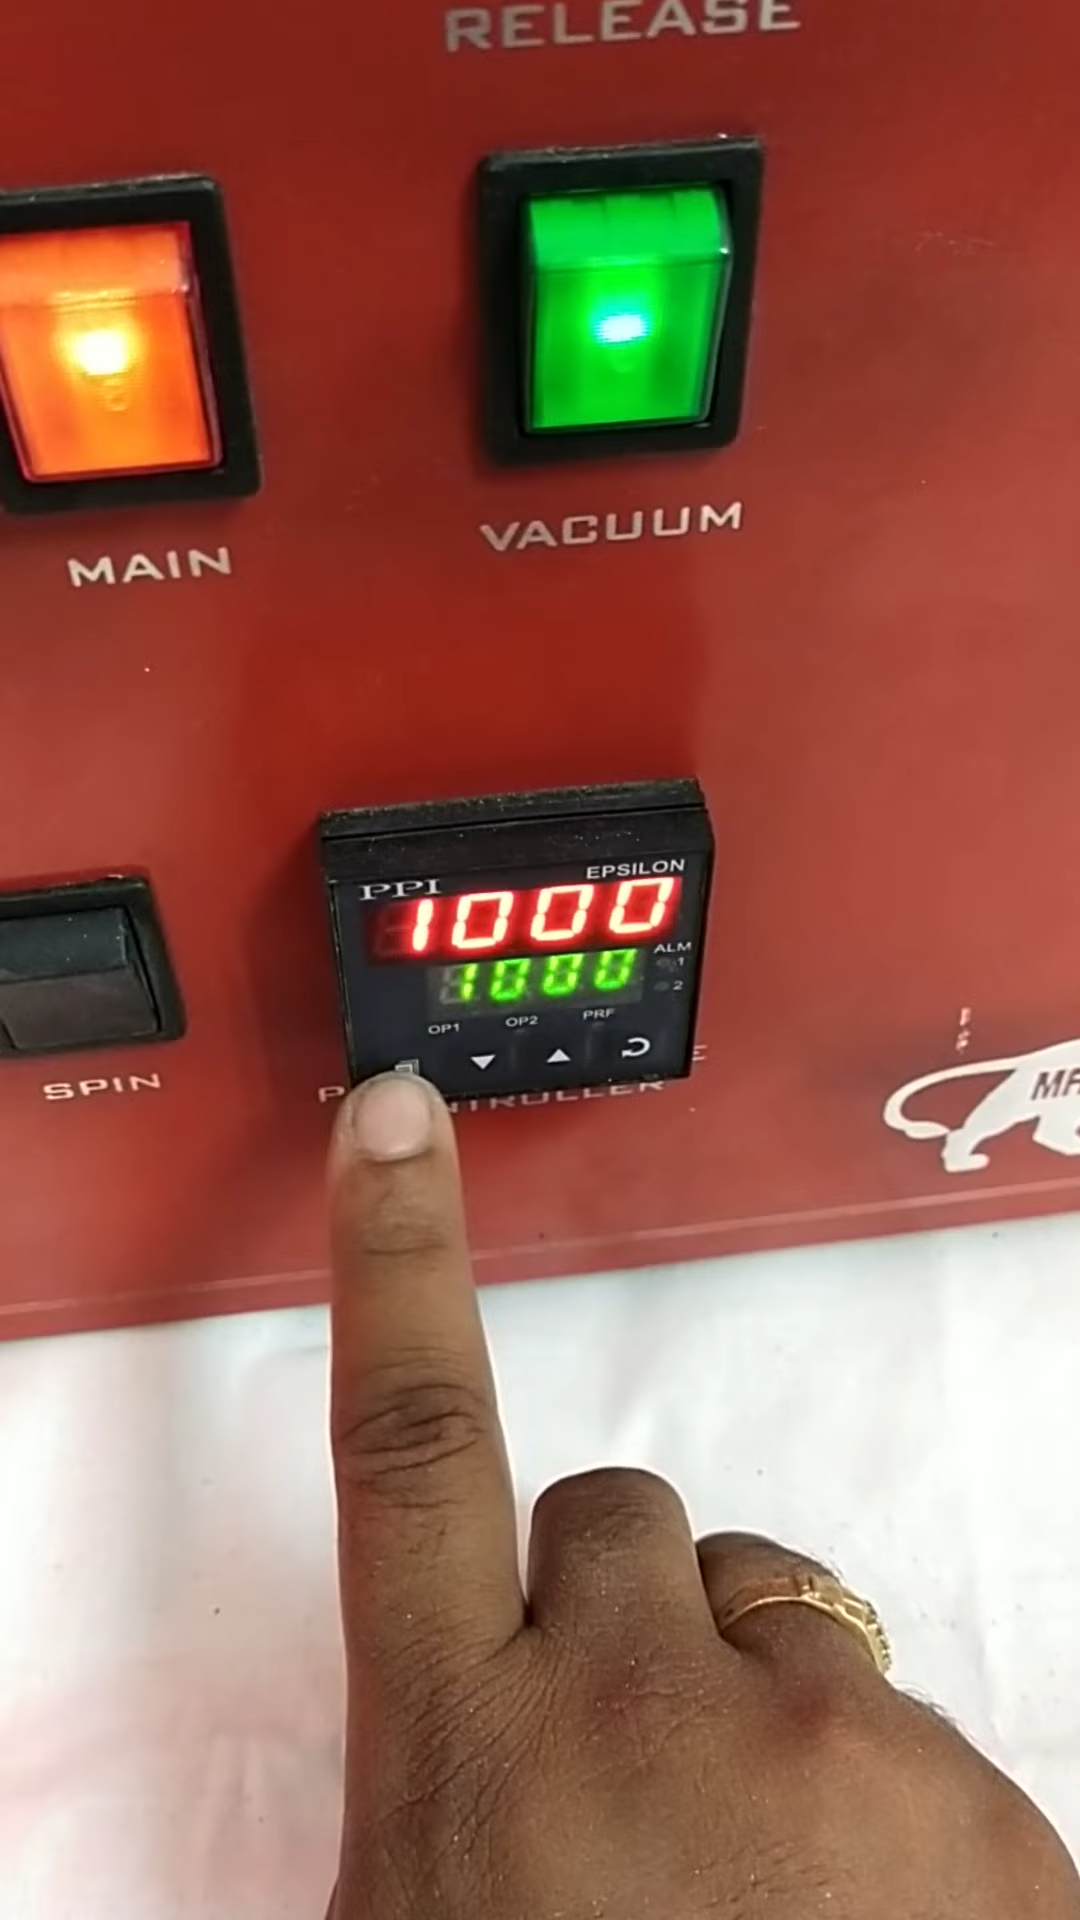 RELEASE
VACUUM
MAIN
PPI
EPSILON
1000
1000
ALM
1
2
OP1 OP2 PRF
SPIN